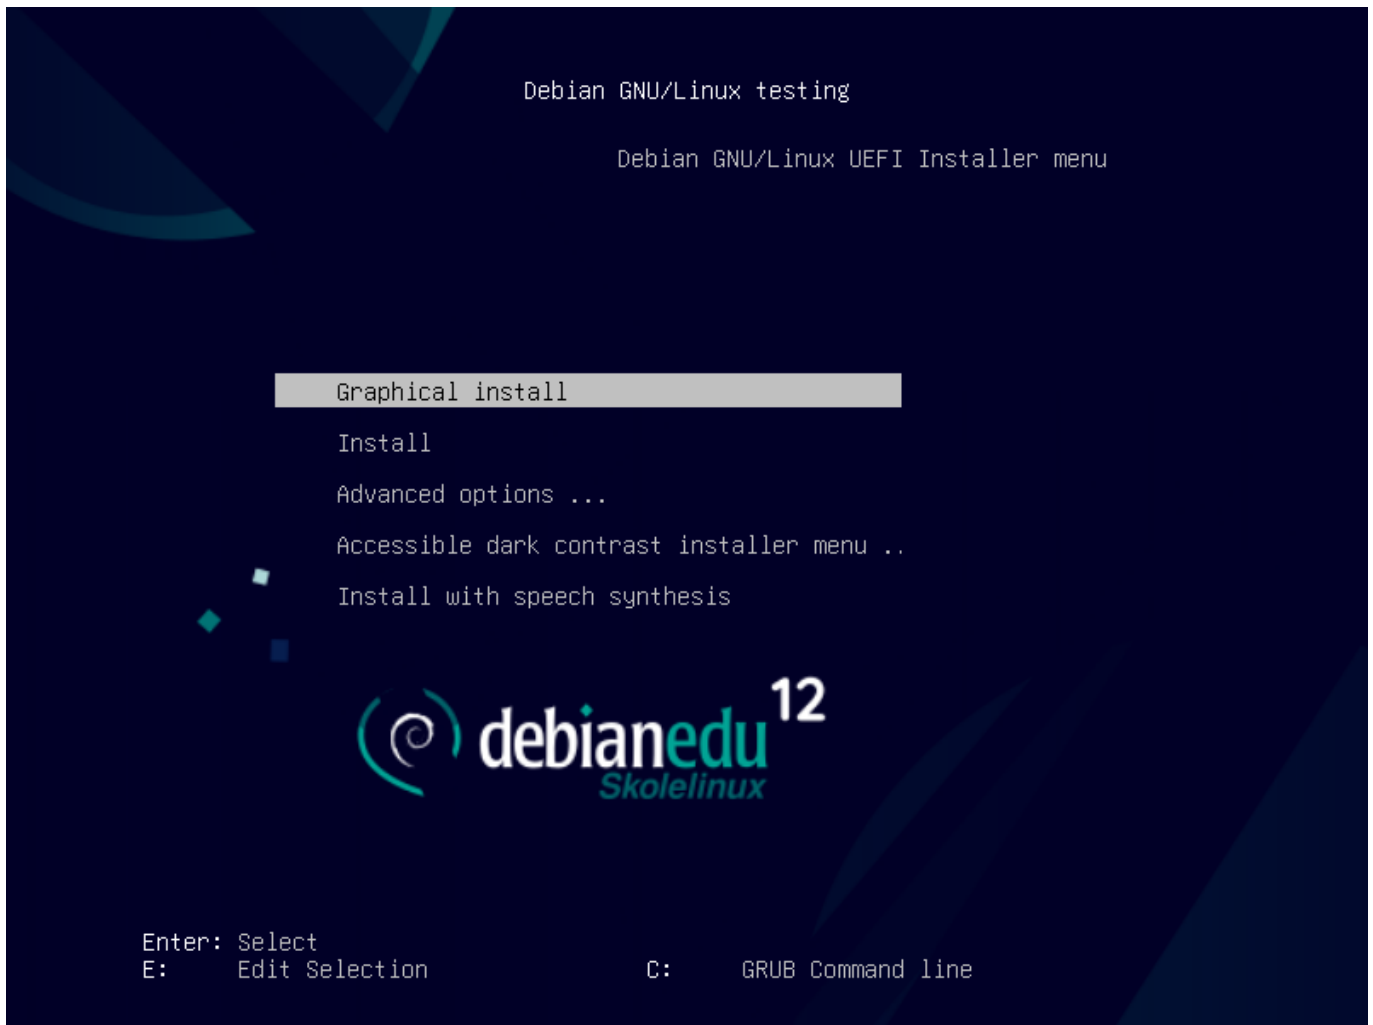 Debian GNU/Linux testing
Debian GNU/Linux UEFI Installer menu
Graphical install
Install
Advanced options ...
Accessible dark contrast installer menu ..
Install with speech synthesis
debianedu 12
Skolelinux
Enter: Select
E: Edit Selection C: GRUB Command line